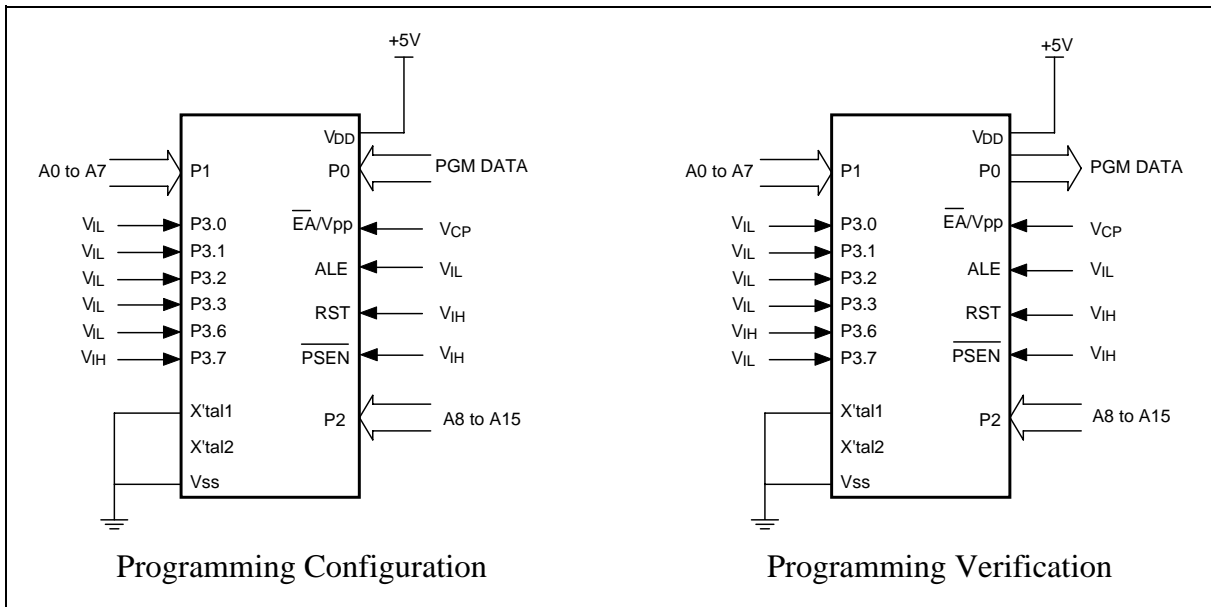 +5V
VDD
A0 to A7
P1
P0
PGM DATA
VIL
P3.0
EA/Vpp
VCP
VIL
P3.1
VIL
P3.2
ALE
VIL
VIL
P3.3
RST
VIH
VIL
P3.6
VIH
P3.7
PSEN
VIH
X'tal1
P2
A8 to A15
X'tal2
Vss
Programming Configuration
+5V
VDD
A0 to A7
P1
P0
PGM DATA
VIL
P3.0
EA/Vpp
VCP
VIL
P3.1
VIL
P3.2
ALE
VIL
VIL
P3.3
RST
VIH
VIH
P3.6
VIL
P3.7
PSEN
VIH
X'tal1
P2
A8 to A15
X'tal2
Vss
Programming Verification